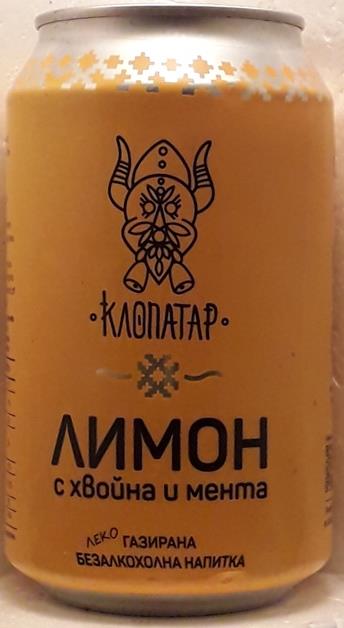 КЛОПАТАР
ЛИМОН
с хвойна и мента
ЛЕКО ГАЗИРАНА
БЕЗАЛКОХОЛНА НАПИТКА